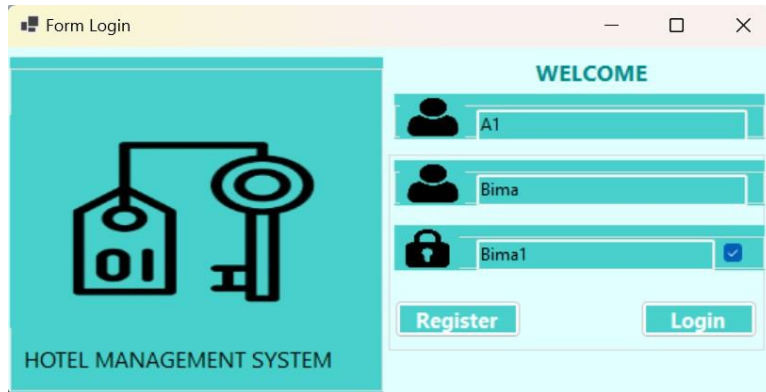 Form Login
WELCOME
A1
Bima
Bima1
Register
Login
01
HOTEL MANAGEMENT SYSTEM